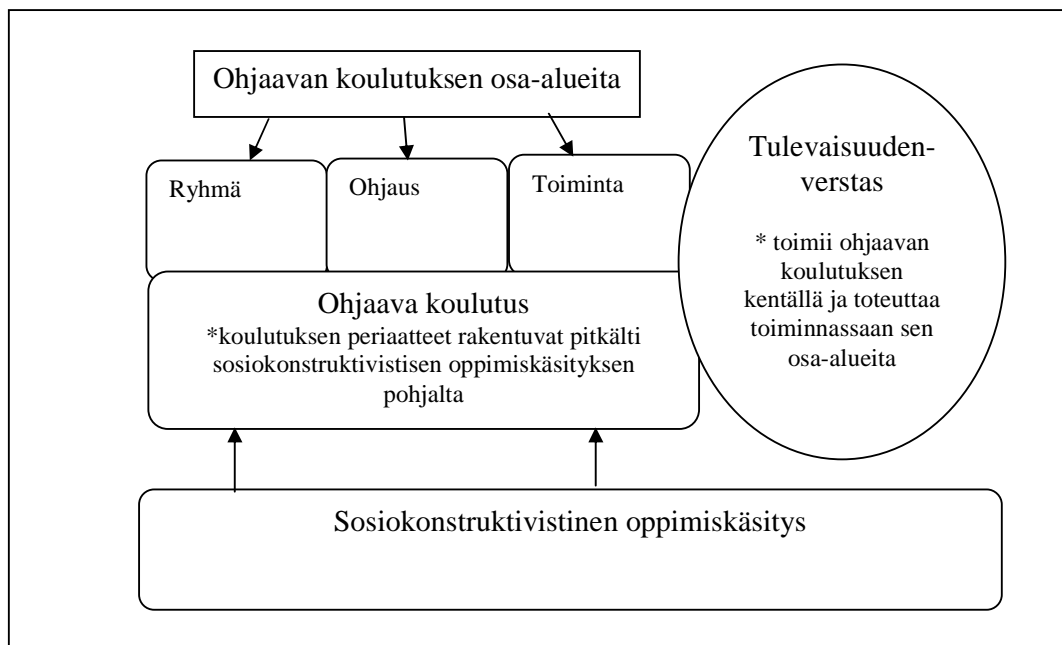 Ohjaavan koulutuksen osa-alueita
Ryhmä
Ohjaus
Toiminta
Ohjaava koulutus
*koulutuksen periaatteet rakentuvat pitkälti
sosiokonstruktivistisen oppimiskäsityksen
pohjalta
Tulevaisuuden-
verstas
* toimii ohjaavan
koulutuksen
kentällä ja toteuttaa
toiminnassaan sen
osa-alueita
Sosiokonstruktivistinen oppimiskäsitys